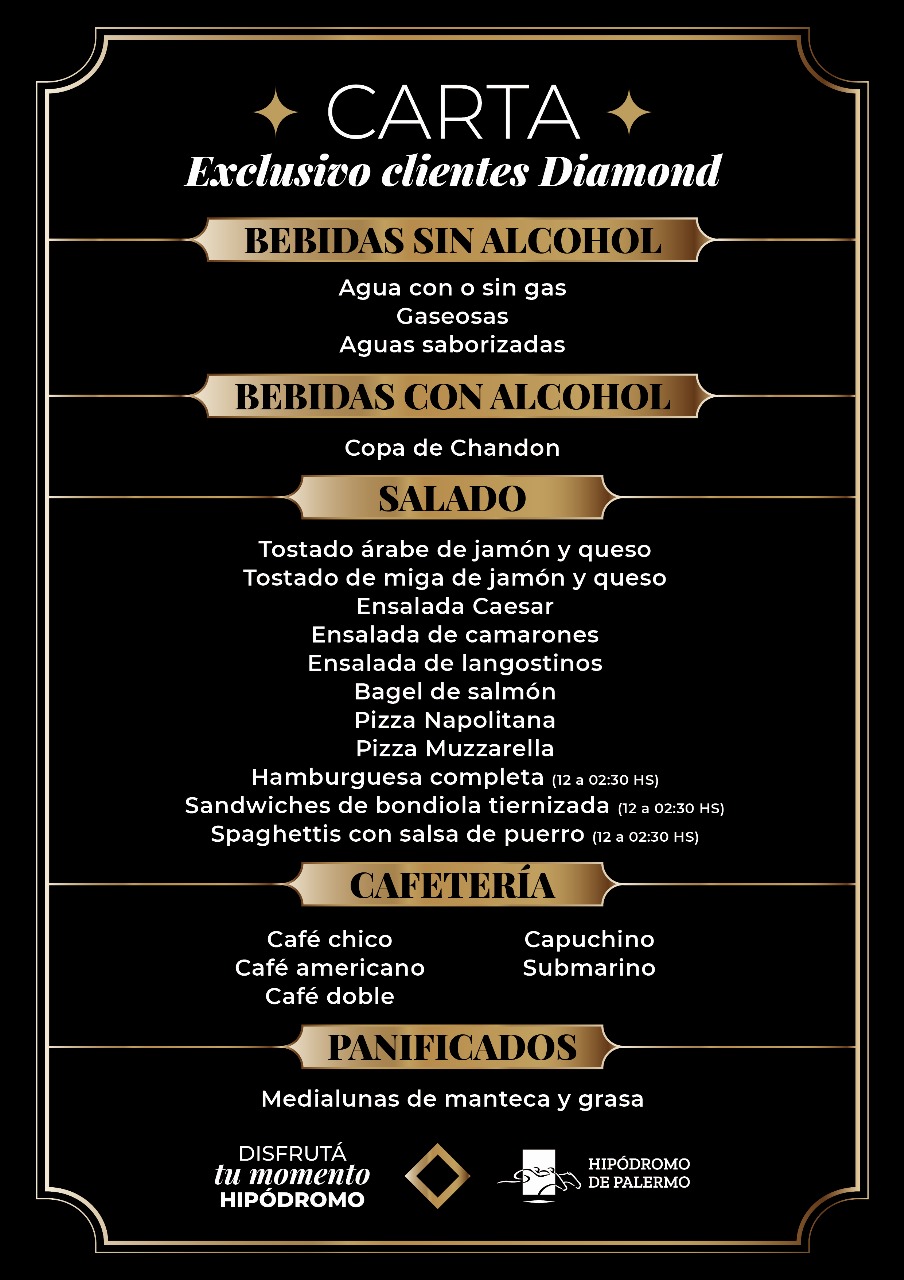 CARTA
Exclusivo clientes Diamond
BEBIDAS SIN ALCOHOL
Agua con o sin gas
Gaseosas
Aguas saborizadas
BEBIDAS CON ALCOHOL
Copa de Chandon
SALADO
Tostado árabe de jamón y queso
Tostado de miga de jamón y queso
Ensalada Caesar
Ensalada de camarones
Ensalada de langostinos
Bagel de salmón
Pizza Napolitana
Pizza Muzzarella
Hamburguesa completa (12 a 02:30 HS)
Sandwiches de bondiola tiernizada (12 a 02:30 HS)
Spaghettis con salsa de puerro (12 a 02:30 HS)
CAFETERÍA
Café chico
Café americano
Café doble
Capuchino
Submarino
PANIFICADOS
Medialunas de manteca y grasa
DISFRUTÁ
tu momento
HIPÓDROMO
HIPÓDROMO
DE PALERMO